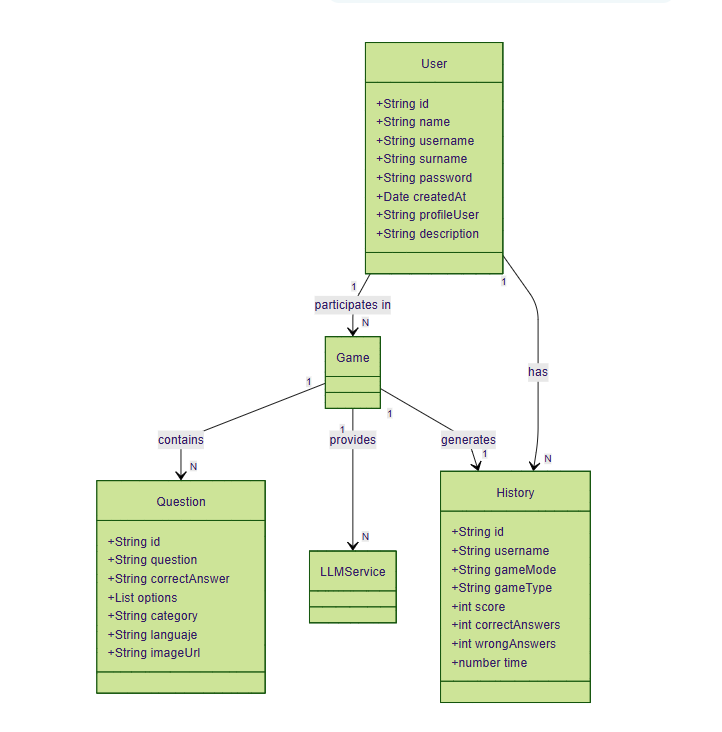 User
+String id
+String name
+String username
+String surname
+String password
+Date createdAt
+String profileUser
+String description
1
1
participates in
N
Game
has
1
1
1
contains
provides
generates
1
N
N
N
Question
+String id
+String question
+String correctAnswer
+List options
+String category
+String languaje
+String imageUrl
LLMService
History
+String id
+String username
+String gameMode
+String gameType
+int score
+int correctAnswers
+int wrongAnswers
+number time